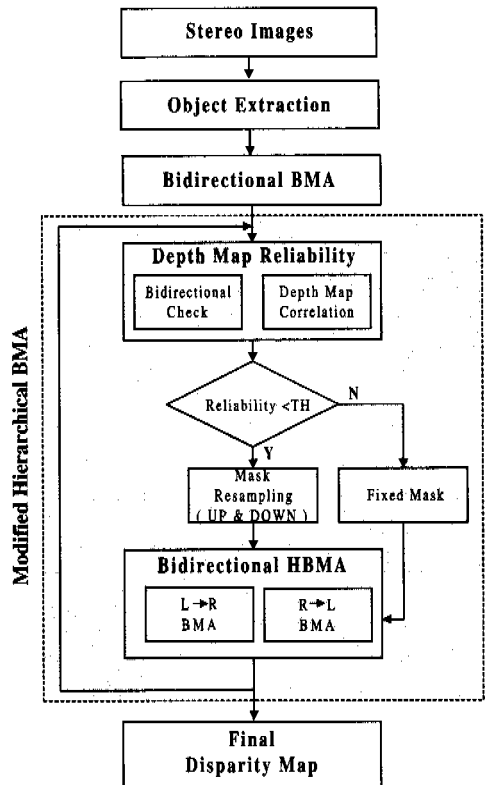 Stereo Images
Object Extraction
Bidirectional BMA
Modified Hierarchical BMA
Depth Map Reliability
Bidirectional
Check
Depth Map
Correlation
Reliability <TH
N
Y
Mask
Resampling
( UP & DOWN )
Fixed Mask
Bidirectional HBMA
L→R
BMA
R→L
BMA
Final
Disparity Map